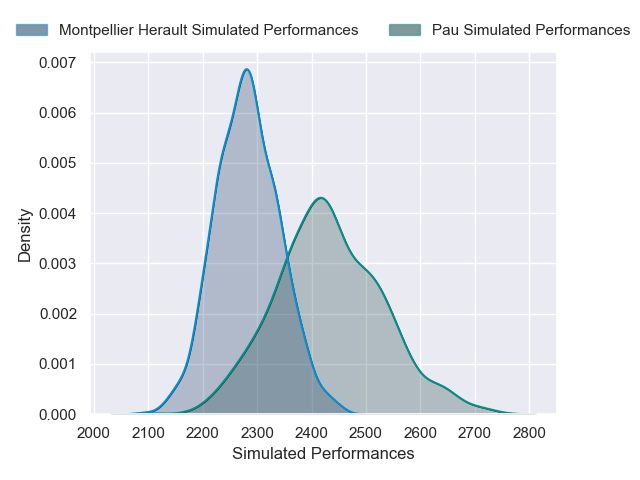 Montpellier Herault Simulated Performances Pau Simulated Performances
0.007
0.006
0.005
0.004
0.003
0.002
0.001
0.000
Density
2000 2100 2200 2300 2400 2500 2600 2700 2800
Simulated Performances